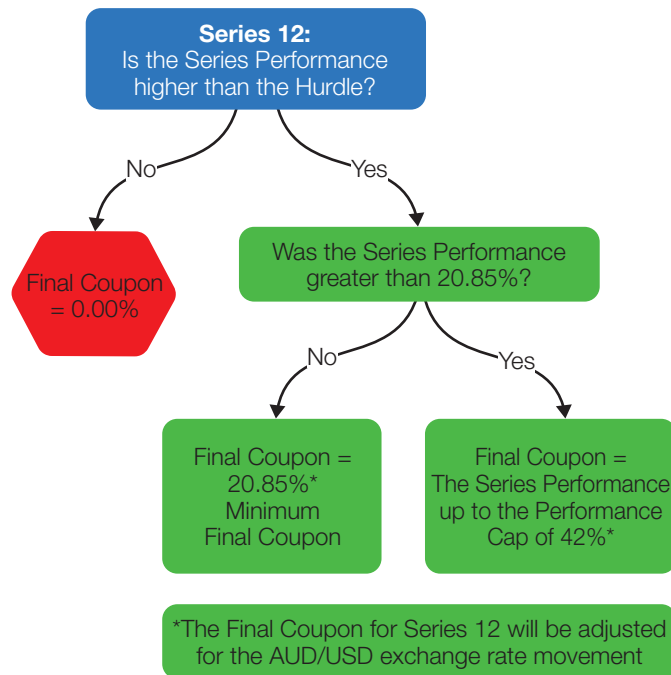 Series 12:
Is the Series Performance
higher than the Hurdle?
No
Yes
Final Coupon
= 0.00%
Was the Series Performance
greater than 20.85%?
No
Yes
Final Coupon =
20.85%*
Minimum
Final Coupon
Final Coupon =
The Series Performance
up to the Performance
Cap of 42%*
*The Final Coupon for Series 12 will be adjusted
for the AUD/USD exchange rate movement